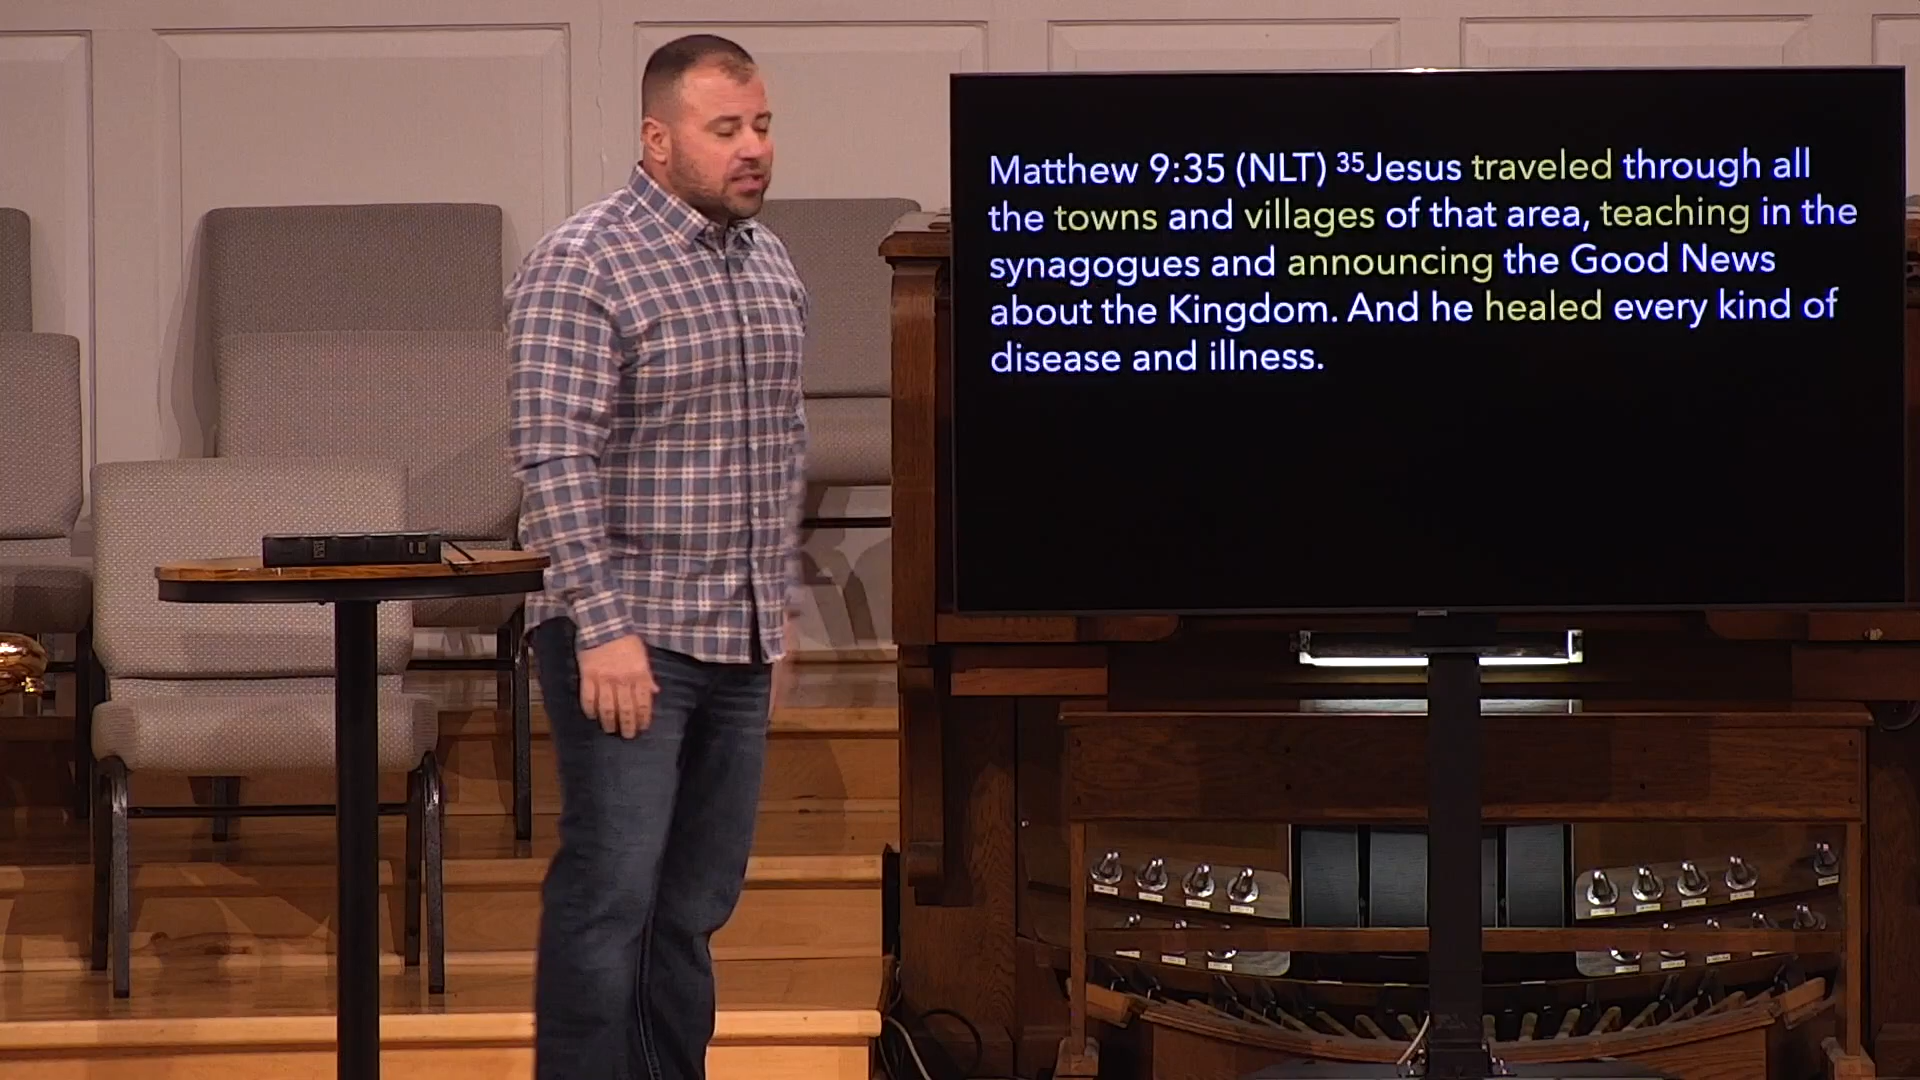 Matthew 9:35 (NLT) ³⁵Jesus traveled through all
the towns and villages of that area, teaching in the
synagogues and announcing the Good News
about the Kingdom. And he healed every kind of
disease and illness.